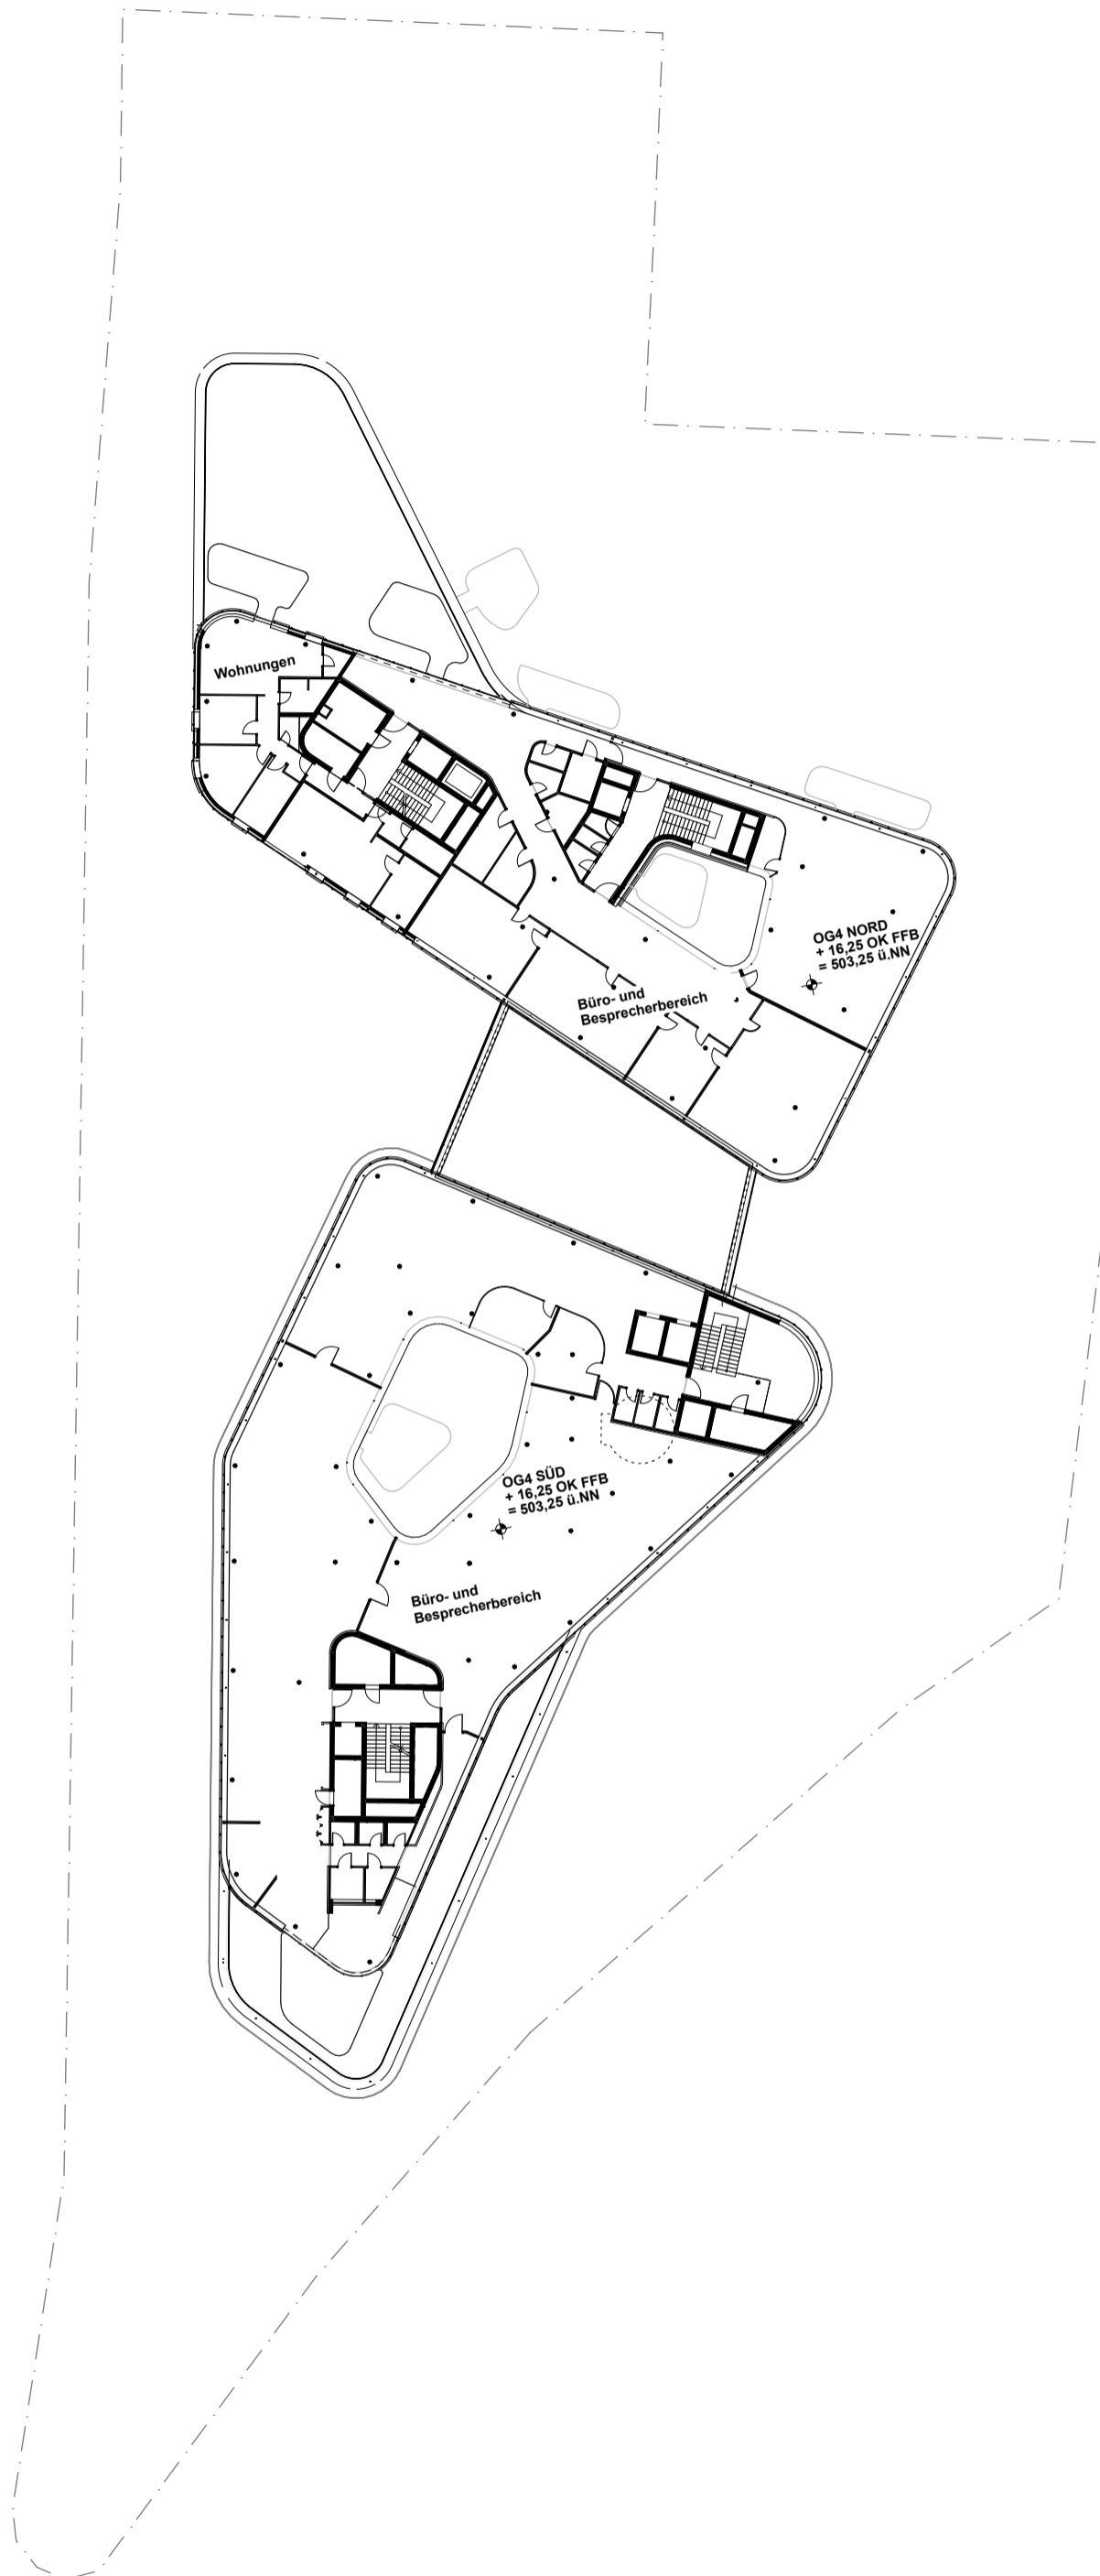 Wohnungen
OG4 NORD
+ 16,25 OK FFB
= 503,25 ü.NN
Büro- und
Besprecherbereich
OG4 SÜD
+ 16,25 OK FFB
= 503,25 ü.NN
Büro- und
Besprecherbereich